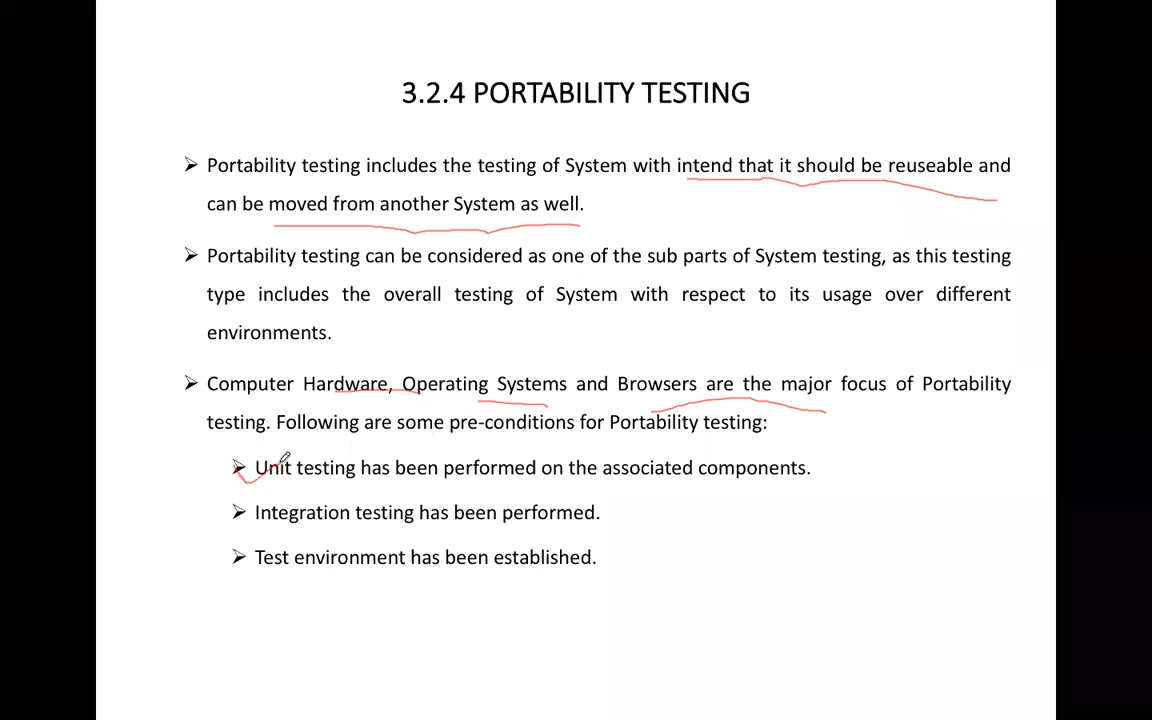 3.2.4 PORTABILITY TESTING
➢ Portability testing includes the testing of System with intend that it should be reuseable and
can be moved from another System as well.
➢ Portability testing can be considered as one of the sub parts of System testing, as this testing
type includes the overall testing of System with respect to its usage over different
environments.
➢ Computer Hardware, Operating Systems and Browsers are the major focus of Portability
testing. Following are some pre-conditions for Portability testing:
➢ Unit testing has been performed on the associated components.
➢ Integration testing has been performed.
➢ Test environment has been established.